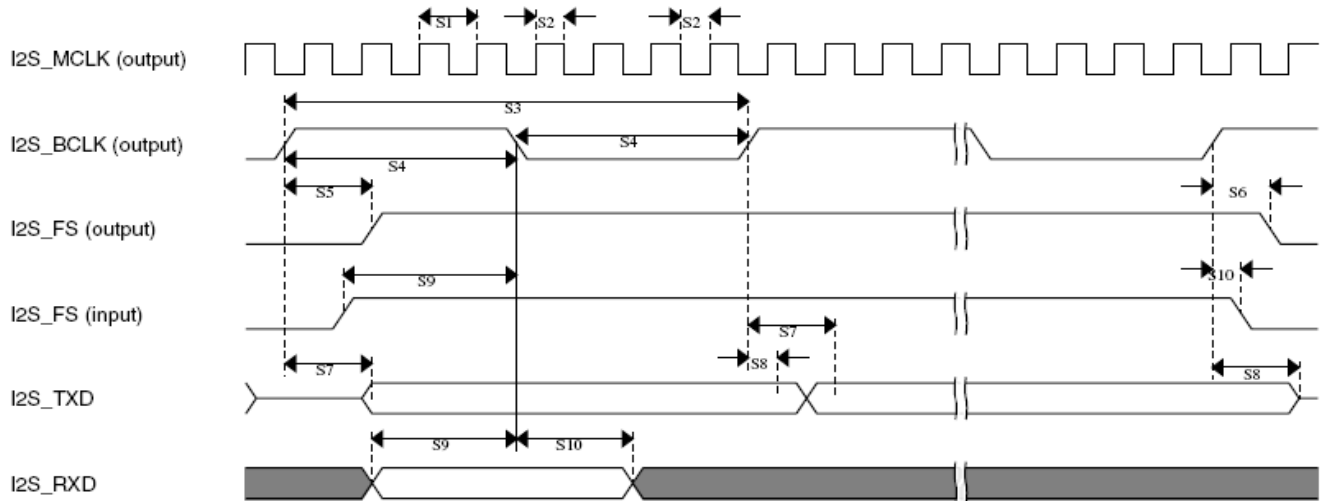 S1 S2 S2
I2S_MCLK (output)
S3
I2S_BCLK (output) S4
S4
S5 S6
I2S_FS (output)
S9 S10
I2S_FS (input)
S7
S7 S8 S8
I2S_TXD
S9 S10
I2S_RXD